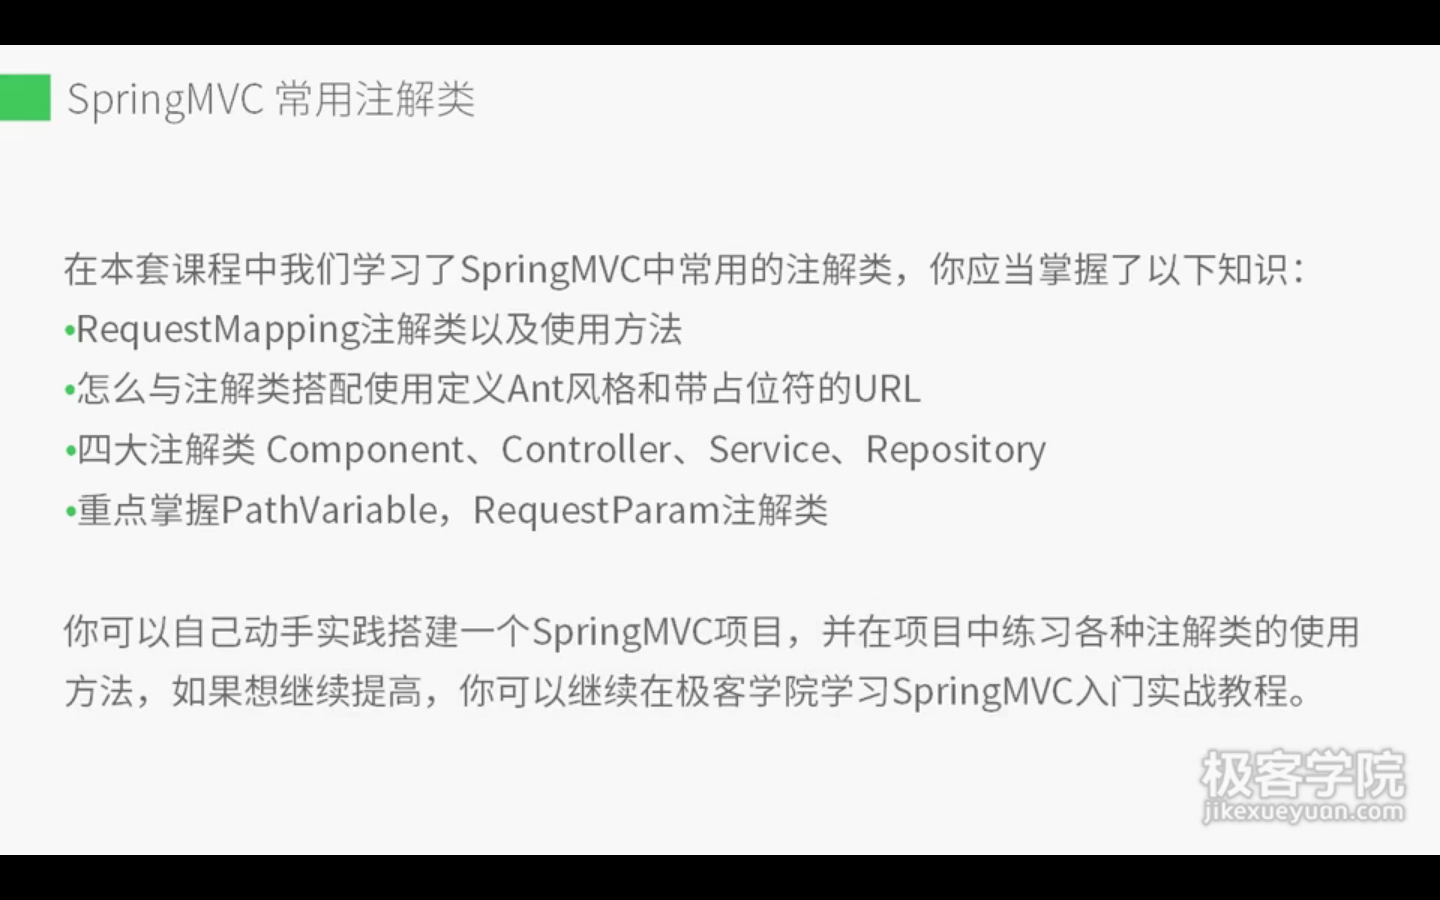 SpringMVC 常用注解类
在本套课程中我们学习了SpringMVC中常用的注解类，你应当掌握了以下知识：
•RequestMapping注解类以及使用方法
•怎么与注解类搭配使用定义Ant风格和带占位符的URL
•四大注解类 Component、Controller、Service、Repository
•重点掌握PathVariable，RequestParam注解类
你可以自己动手实践搭建一个SpringMVC项目，并在项目中练习各种注解类的使用
方法，如果想继续提高，你可以继续在极客学院学习SpringMVC入门实战教程。
极客学院
jikexueyuan.com